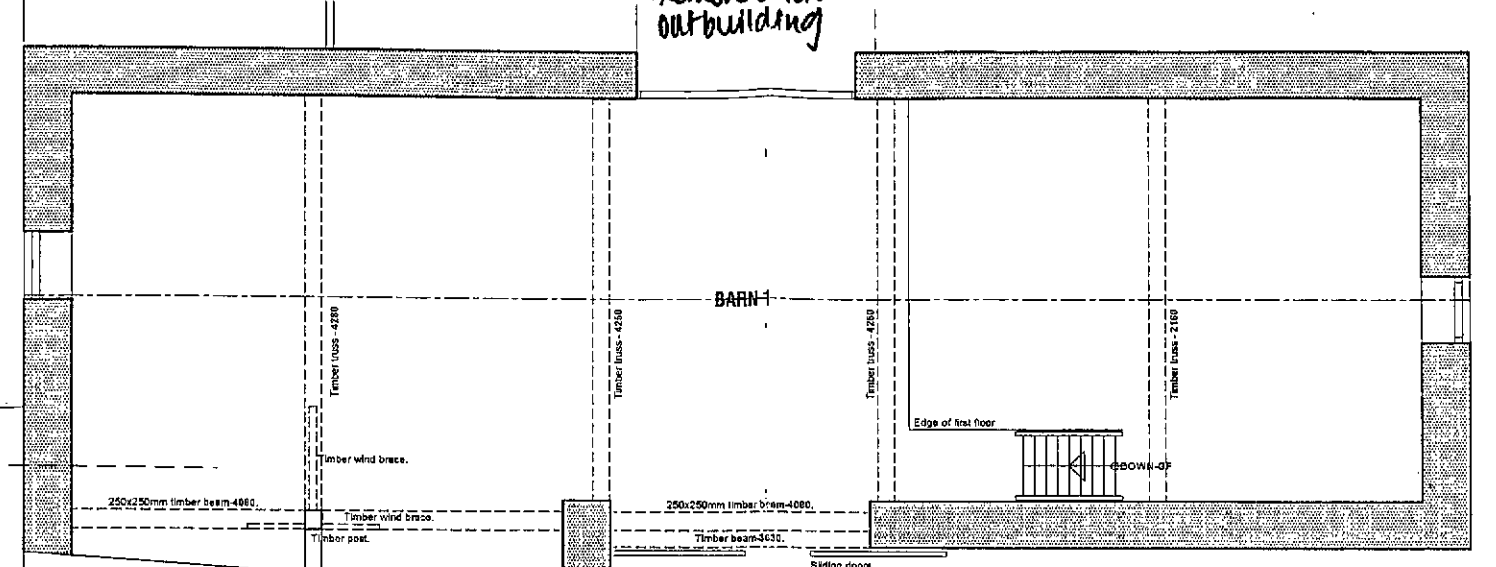 outbuilding
BARN 1
Timber truss - 4280
Timber truss - 4250
Timber truss - 4250
Timber truss - 2160
Edge of first floor
DOWN-GF
Timber wind brace.
250x250mm timber beam-4080.
Timber wind brace.
Timber post.
250x250mm timber beam-4080.
Timber beam-3630.
Sliding doors